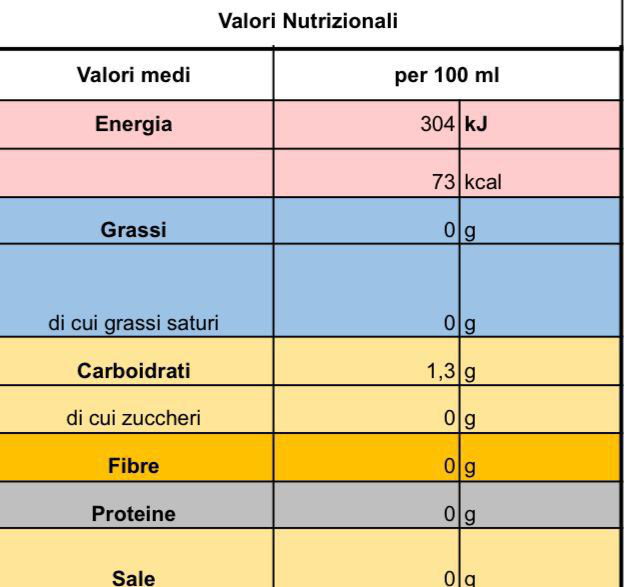 Valori Nutrizionali
Valori medi per 100 ml
Energia 304 kJ
73 kcal
Grassi 0 g
di cui grassi saturi 0 g
Carboidrati 1,3 g
di cui zuccheri 0 g
Fibre 0 g
Proteine 0 g
Sale 0 g